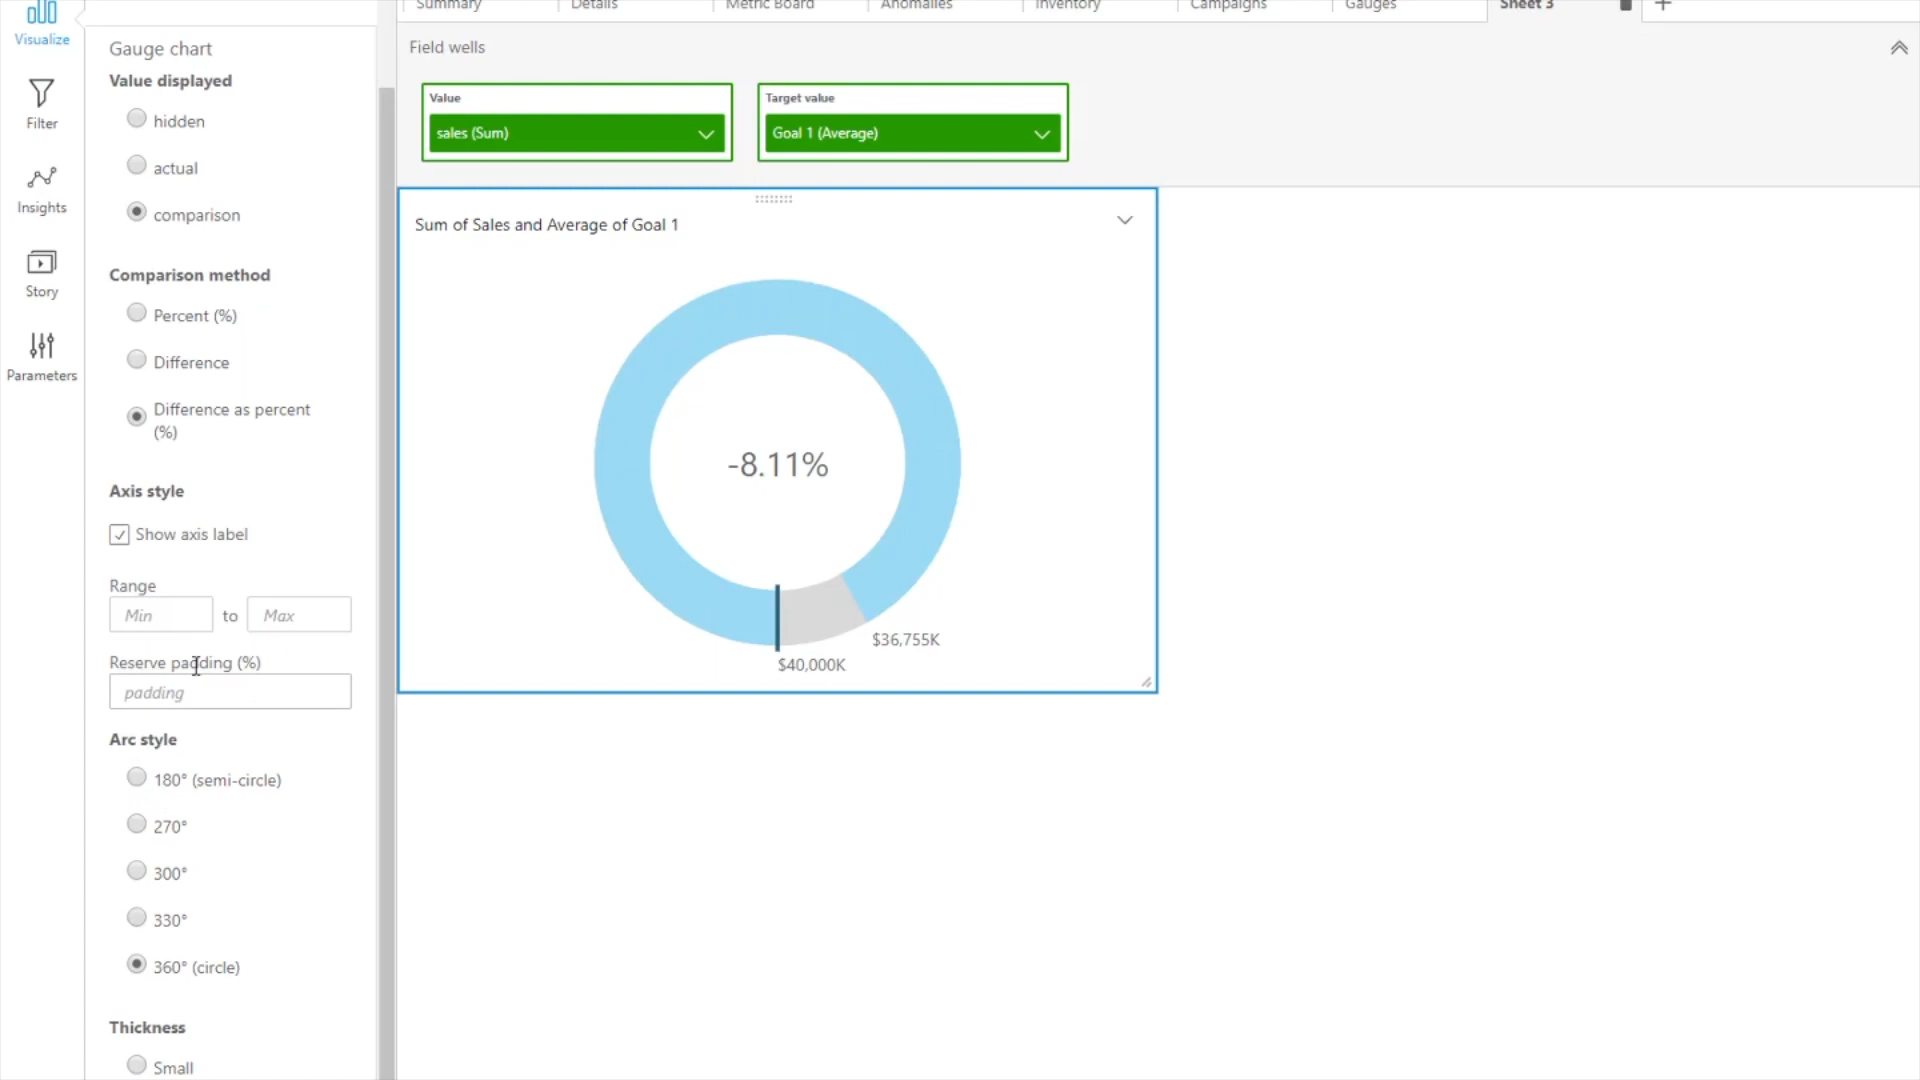 Summary Details Metric Board Anomalies Inventory Campaigns Gauges Sheet 3
Visualize
Filter
Insights
Story
Parameters
Gauge chart
Value displayed
hidden
actual
comparison
Comparison method
Percent (%)
Difference
Difference as percent
(%)
Axis style
Show axis label
Range
Min to Max
Reserve padding (%)
padding
Arc style
180° (semi-circle)
270°
300°
330°
360° (circle)
Thickness
Small
Field wells
Value
sales (Sum)
Target value
Goal 1 (Average)
Sum of Sales and Average of Goal 1
-8.11%
$36,755K
$40,000K